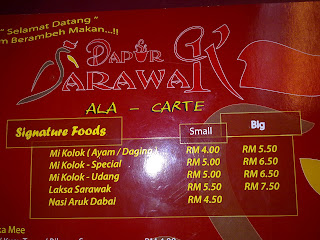 " Selamat Datang "
m Berambeh Makan...!!
DAPUR
SARAWAK
ALA - CARTE
Signature Foods Small BIg
Mi Kolok ( Ayam / Daging ) RM 4.00 RM 5.50
Mi Kolok - Special RM 5.00 RM 6.50
Mi Kolok - Udang RM 5.00 RM 6.50
Laksa Sarawak RM 5.50 RM 7.50
Nasi Aruk Dabai RM 4.50
ka Mee